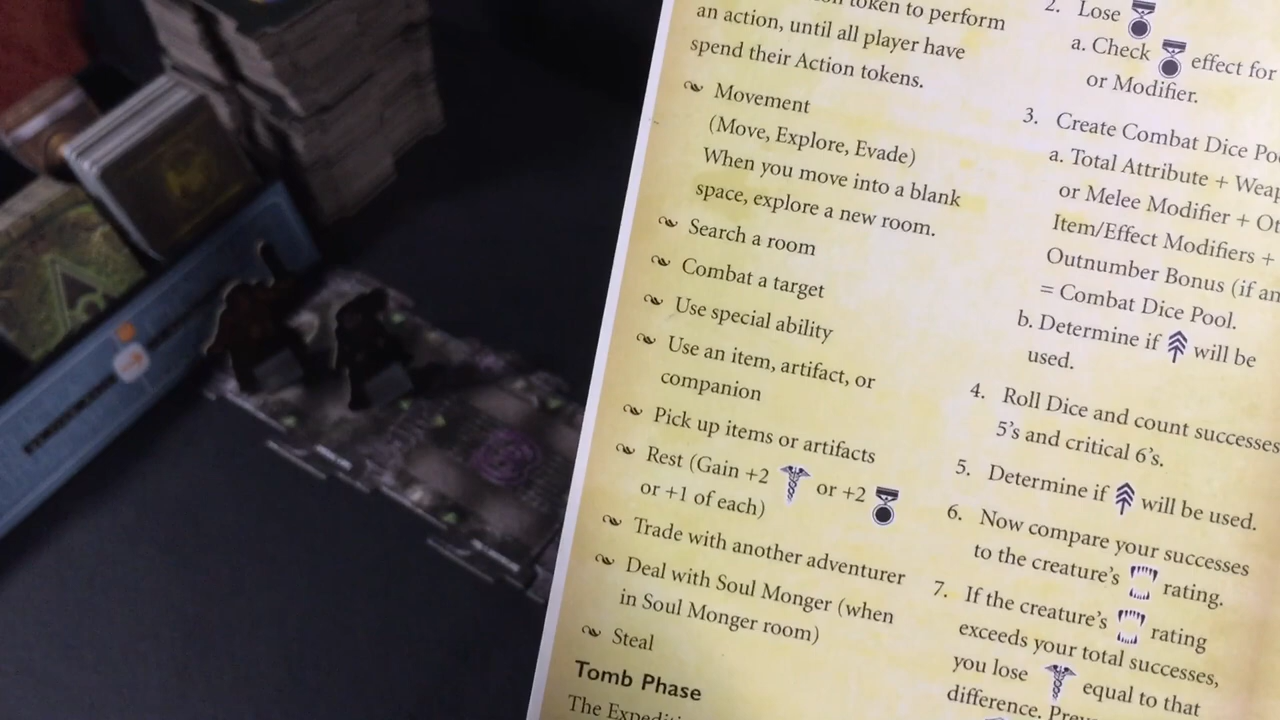 token to perform
an action, until all player have
spend their Action tokens.
Movement
(Move, Explore, Evade)
When you move into a blank
space, explore a new room.
Search a room
Combat a target
Use special ability
Use an item, artifact, or
companion
Pick up items or artifacts
Rest (Gain +2 or +2
or +1 of each)
Trade with another adventurer
Deal with Soul Monger (when
in Soul Monger room)
Steal
Tomb Phase
The
2. Lose
a. Check effect for
or Modifier.
3. Create Combat Dice
a. Total Attribute +
or Melee Modifier +
Item/Effect Modifiers +
Outnumber Bonus (if
= Combat Dice Pool.
b. Determine if will be
used.
4. Roll Dice and count successes
5's and critical 6's.
5. Determine if will be used.
6. Now compare your successes
to the creature's rating.
7. If the creature's rating
exceeds your total successes,
you lose equal to that
difference.